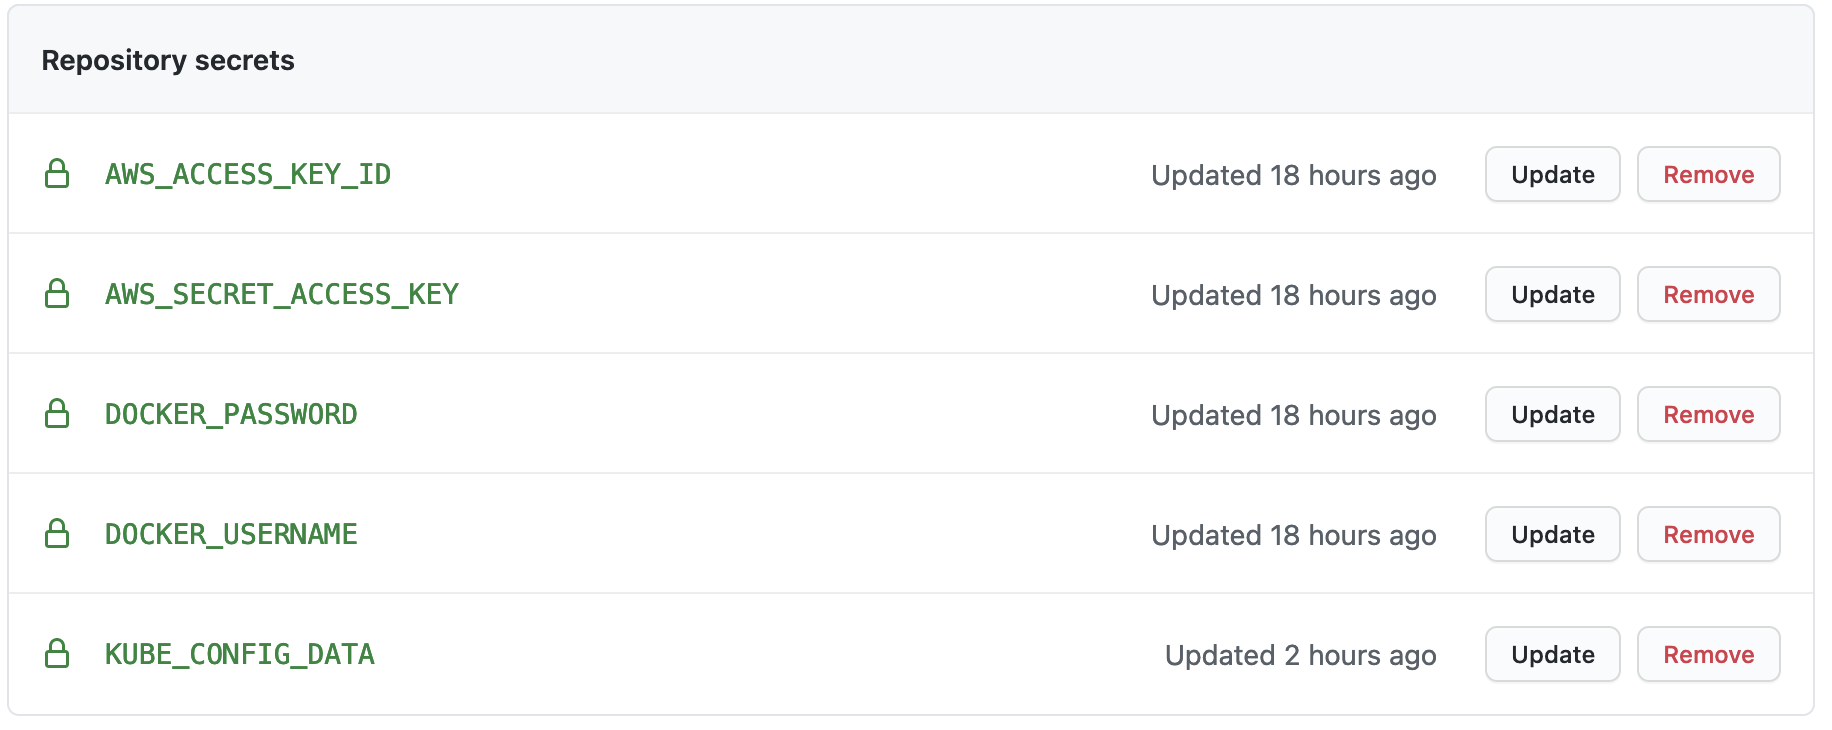 Repository secrets
AWS_ACCESS_KEY_ID Updated 18 hours ago Update Remove
AWS_SECRET_ACCESS_KEY Updated 18 hours ago Update Remove
DOCKER_PASSWORD Updated 18 hours ago Update Remove
DOCKER_USERNAME Updated 18 hours ago Update Remove
KUBE_CONFIG_DATA Updated 2 hours ago Update Remove